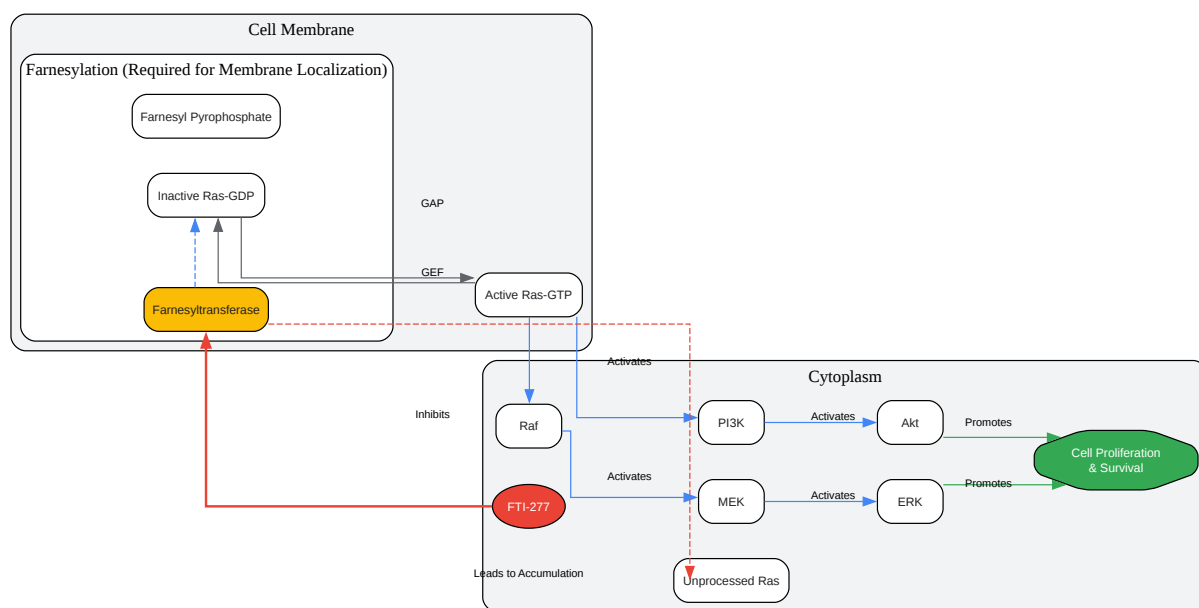 Cell Membrane
Farnesylation (Required for Membrane Localization)
Farnesyl Pyrophosphate
Inactive Ras-GDP
GAP
GEF
Active Ras-GTP
Farnesyltransferase
Activates
Cytoplasm
Inhibits
Raf
PI3K
Activates
Akt
Promotes
Cell Proliferation
& Survival
Activates
MEK
Activates
ERK
Promotes
FTI-277
Leads to Accumulation
Unprocessed Ras